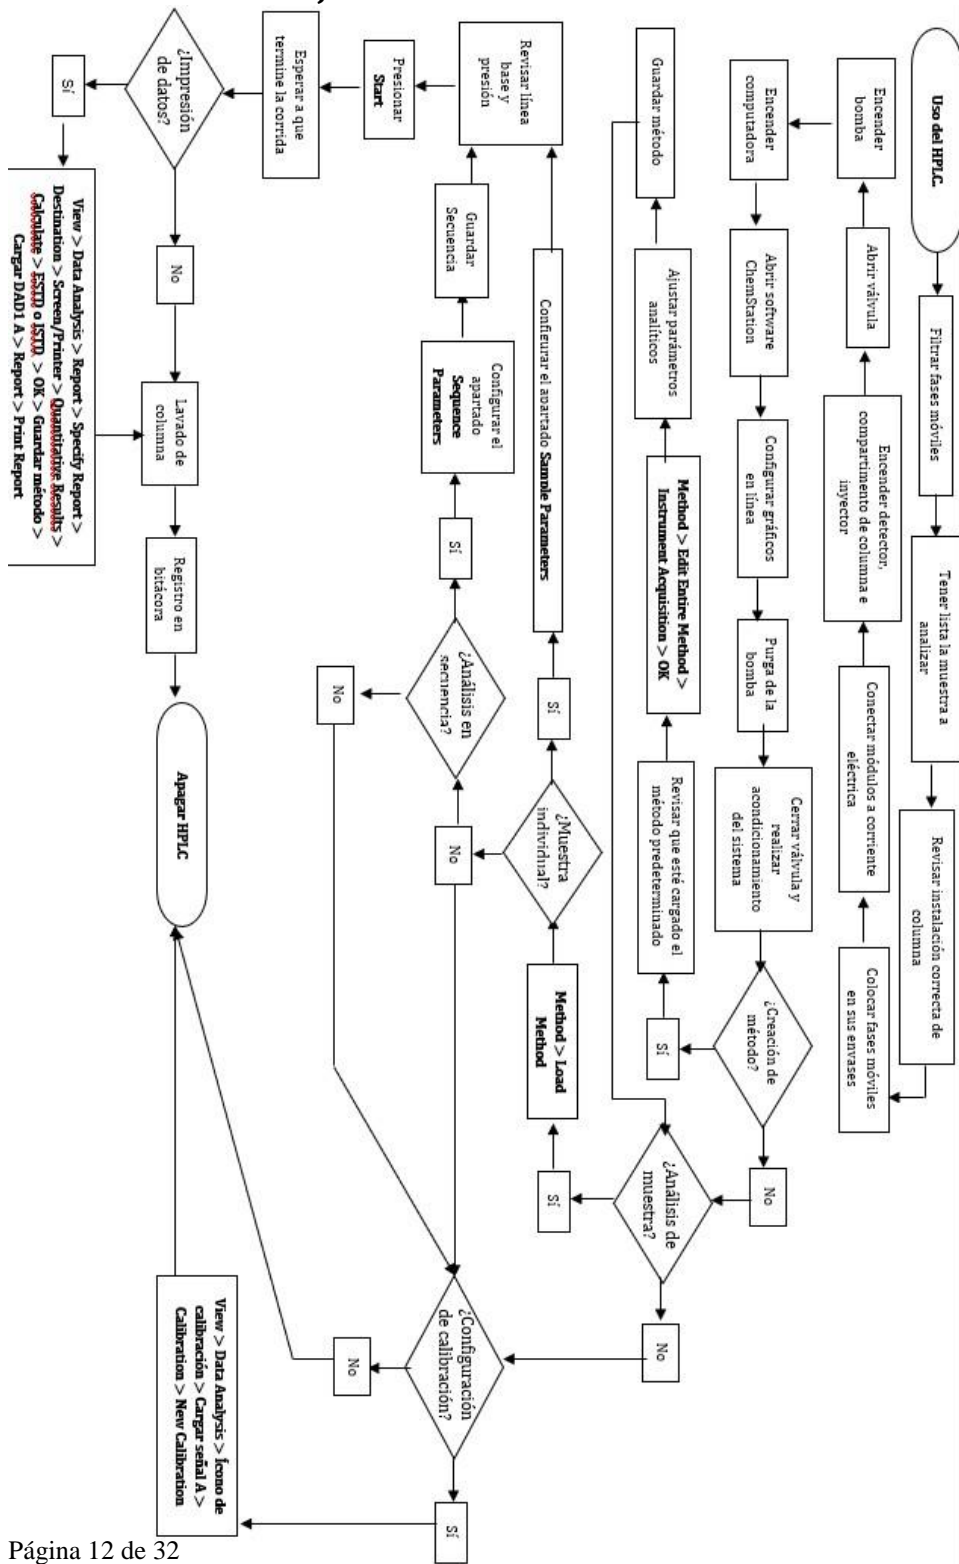 Uso del HPLC.
Filtrar fases móviles
Tener lista la muestra a
analizar
Revisar instalación correcta de
columna
Colocar fases móviles
en sus envases
Conectar módulos a corriente
eléctrica
Encender detector,
compartimento de columna e
inyector
Abrir válvula
Encender
bomba
Encender
computadora
Abrir software
ChemStation
Configurar gráficos
en línea
Purga de la
bomba
Cerrar válvula y
realizar
acondicionamiento
del sistema
¿Creación de
método?
No
Sí
Revisar que esté cargado el
método predeterminado
Method > Edit Entire Method >
Instrument Acquisition > OK
Ajustar parámetros
analíticos
Guardar método
¿Análisis de
muestra?
No
Sí
Method > Load
Method
¿Muestra
individual?
Sí
Configurar el apartado Sample Parameters
No
¿Análisis en
secuencia?
Sí
Configurar el
apartado
Sequence
Parameters
Guardar
Secuencia
Revisar línea
base y
presión
Presionar
Start
Esperar a que
termine la corrida
¿Impresión
de datos?
Sí
View > Data Analysis > Report > Specify Report >
Destination > Screen/Printer > Quantitative Results >
Calculate > ESTD o ISTD > OK > Guardar método >
Cargar DAD1 A > Report > Print Report
No
Lavado de
columna
Registro en
bitácora
Apagar HPLC
No
¿Configuración
de calibración?
No
Sí
View > Data Analysis > Ícono de
calibración > Cargar señal A >
Calibration > New Calibration
Página 12 de 32